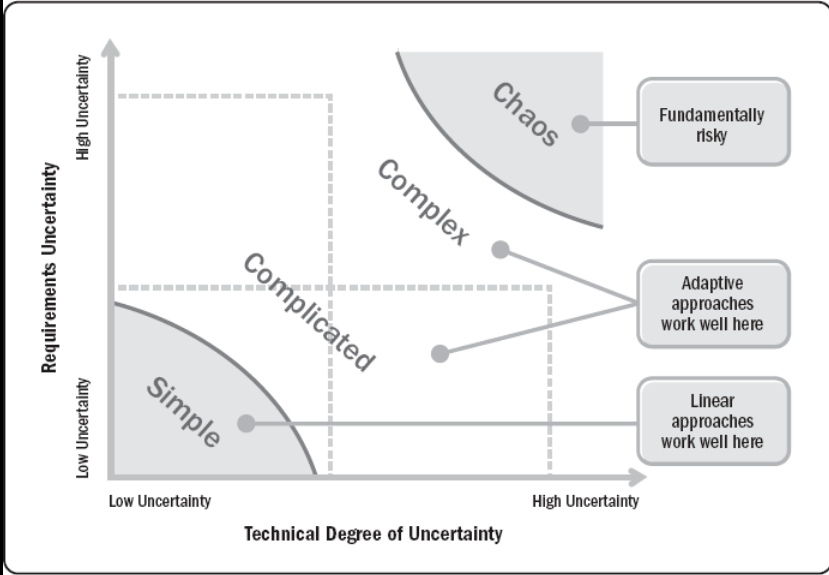 Requirements Uncertainty
High Uncertainty
Low Uncertainty
Chaos
Complex
Complicated
Simple
Fundamentally
risky
Adaptive
approaches
work well here
Linear
approaches
work well here
Low Uncertainty
High Uncertainty
Technical Degree of Uncertainty